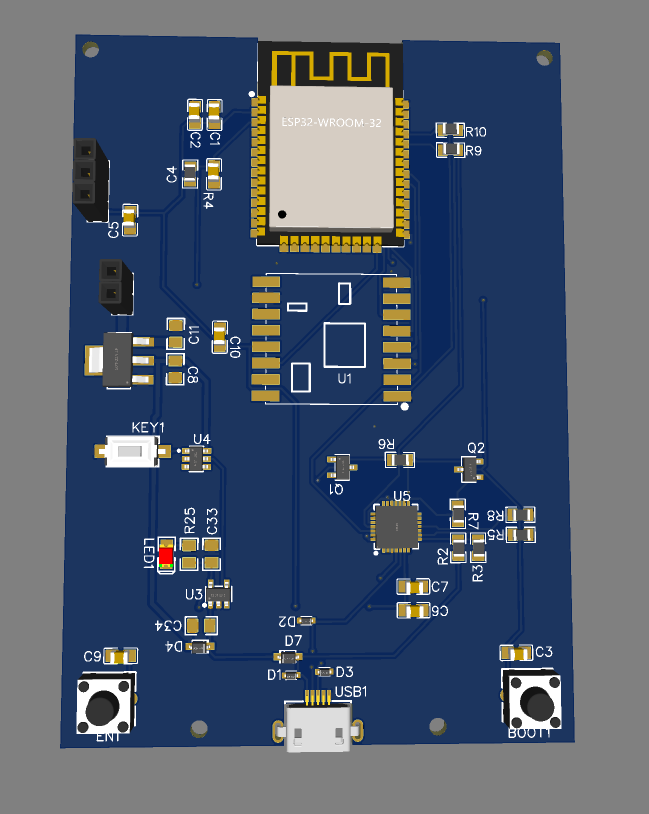 ESP32-WROOM-32
C2
C1
R10
R9
C4
R4
C5
C11
C10
C8
U1
KEY1
U4
R6
Q1
Q2
U5
R25
C33
LED1
R7
R8
R5
R2
R3
U3
C7
C6
C34
D2
D4
D7
C9
C3
D1
D3
USB1
EN1
BOOT1